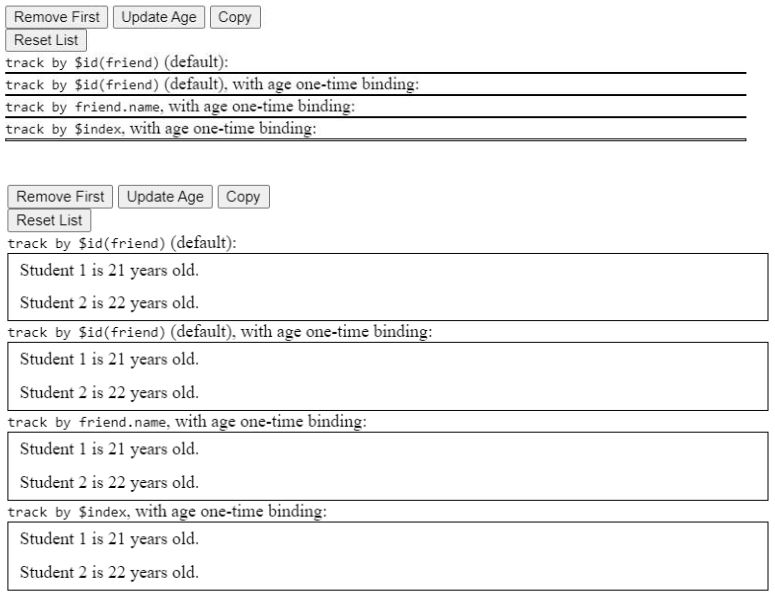 Remove First Update Age Copy
Reset List
track by $id(friend) (default):
track by $id(friend) (default), with age one-time binding:
track by friend.name, with age one-time binding:
track by $index, with age one-time binding:
Remove First Update Age Copy
Reset List
track by $id(friend) (default):
Student 1 is 21 years old.
Student 2 is 22 years old.
track by $id(friend) (default), with age one-time binding:
Student 1 is 21 years old.
Student 2 is 22 years old.
track by friend.name, with age one-time binding:
Student 1 is 21 years old.
Student 2 is 22 years old.
track by $index, with age one-time binding:
Student 1 is 21 years old.
Student 2 is 22 years old.